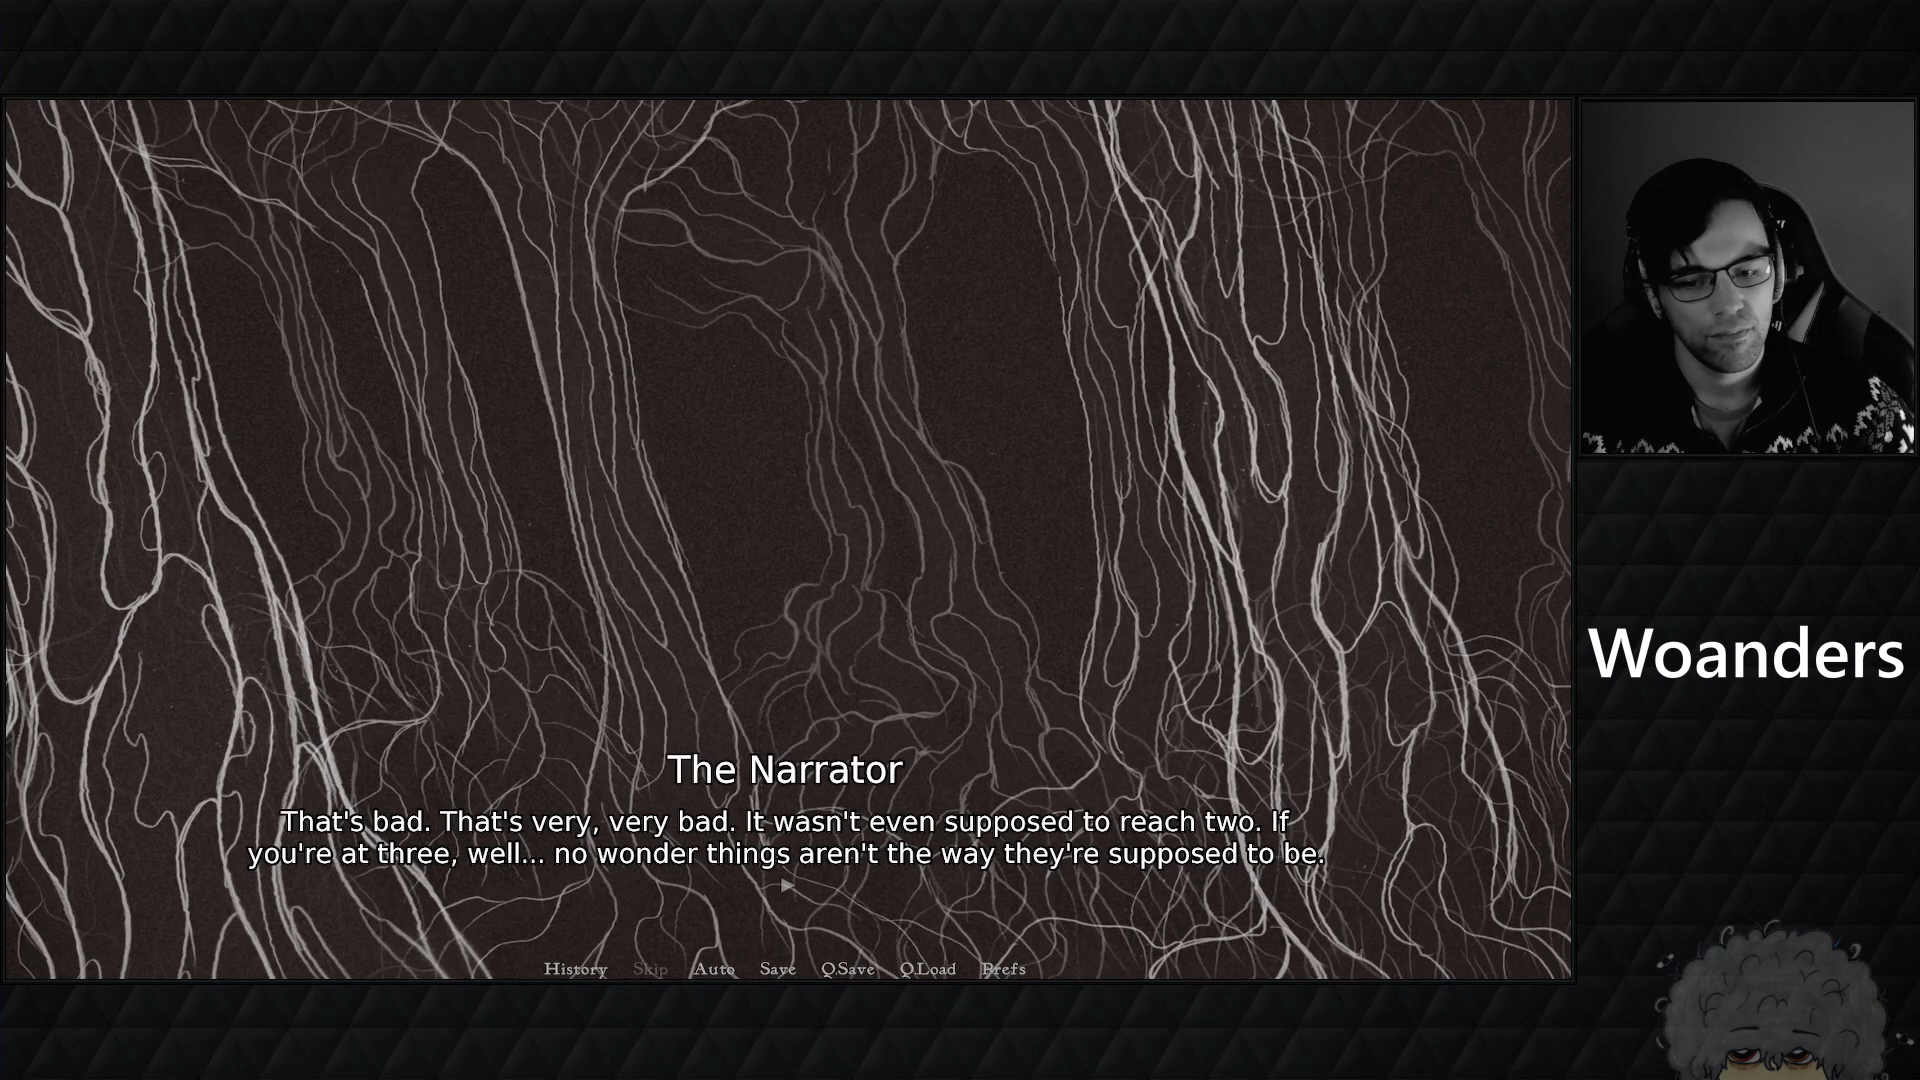 The Narrator
That's bad. That's very, very bad. It wasn't even supposed to reach two. If
you're at three, well... no wonder things aren't the way they're supposed to be.
History Skip Auto Save Q.Save Q.Load Prefs
Woanders